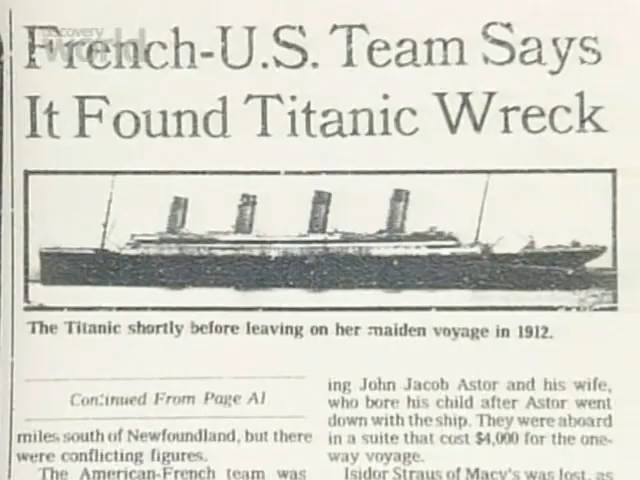 discovery
world
French-U.S. Team Says
It Found Titanic Wreck
The Titanic shortly before leaving on her maiden voyage in 1912.
Continued From Page A1
miles south of Newfoundland, but there
were conflicting figures.
The American-French team was
ing John Jacob Astor and his wife,
who bore his child after Astor went
down with the ship. They were aboard
in a suite that cost $4,000 for the one-
way voyage.
Isidor Straus of Macy's was lost, as